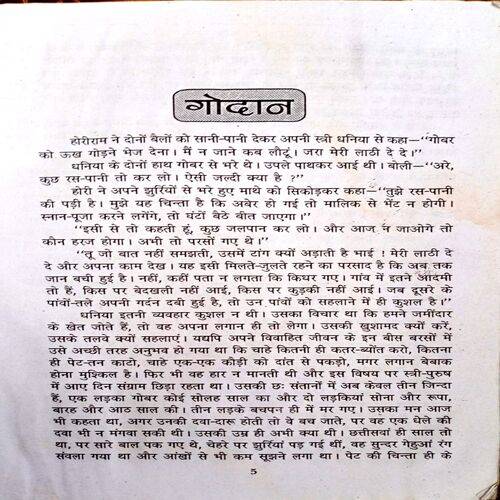 गोदान
होरीराम ने दोनों बैलों को सानी-पानी देकर अपनी स्त्री धनिया से कहा—''गोबर
को ऊख गोड़ने भेज देना। मैं न जाने कब लौटूं। जरा मेरी लाठी दे दे।''
धनिया के दोनों हाथ गोबर से भरे थे। उपले पाथकर आई थी। बोली—''अरे,
कुछ रस-पानी तो कर लो। ऐसी जल्दी क्या है ?''
होरी ने अपने झुर्रियों से भरे हुए माथे को सिकोड़कर कहा—''तुझे रस-पानी
की पड़ी है। मुझे यह चिन्ता है कि अबेर हो गई तो मालिक से भेंट न होगी।
स्नान-पूजा करने लगेंगे, तो घंटों बैठे बीत जाएगा।''
''इसी से तो कहती हूं, कुछ जलपान कर लो। और आज न जाओगे तो
कौन हरज होगा। अभी तो परसों गए थे।''
''तू जो बात नहीं समझती, उसमें टांग क्यों अड़ाती है भाई ! मेरी लाठी दे
दे और अपना काम देख। यह इसी मिलते-जुलते रहने का परसाद है कि अब तक
जान बची हुई है। नहीं, कहीं पता न लगता कि किधर गए। गांव में इतने आदमी
तो हैं, किस पर बेदखली नहीं आई, किस पर कुड़की नहीं आई। जब दूसरे के
पांवों-तले अपनी गर्दन दबी हुई है, तो उन पांवों को सहलाने में ही कुशल है।''
धनिया इतनी व्यवहार कुशल न थी। उसका विचार था कि हमने जमींदार
के खेत जोते हैं, तो वह अपना लगान ही तो लेगा। उसकी खुशामद क्यों करें,
उसके तलवे क्यों सहलाएं। यद्यपि अपने विवाहित जीवन के इन बीस बरसों में
उसे अच्छी तरह अनुभव हो गया था कि चाहे कितनी ही कतर-ब्योंत करो, कितना
ही पेट-तन काटो, चाहे एक-एक कौड़ी को दांत से पकड़ो, मगर लगान बेबाक
होना मुश्किल है। फिर भी वह हार न मानती थी और इस विषय पर स्त्री-पुरुष
में आए दिन संग्राम छिड़ा रहता था। उसकी छः संतानों में अब केवल तीन जिन्दा
हैं, एक लड़का गोबर कोई सोलह साल का और दो लड़कियां सोना और रूपा,
बारह और आठ साल की। तीन लड़के बचपन ही में मर गए। उसका मन आज
भी कहता था, अगर उनकी दवा-दारू होती तो वे बच जाते, पर वह एक धेले की
दवा भी न मंगवा सकी थी। उसकी उम्र ही अभी क्या थी। छत्तीसवां ही साल तो
था, पर सारे बाल पक गए थे, चेहरे पर झुर्रियां पड़ गई थीं, वह सुन्दर गेहुआं रंग
संवला गया था और आंखों से भी कम सूझने लगा था। पेट की चिन्ता ही के
5